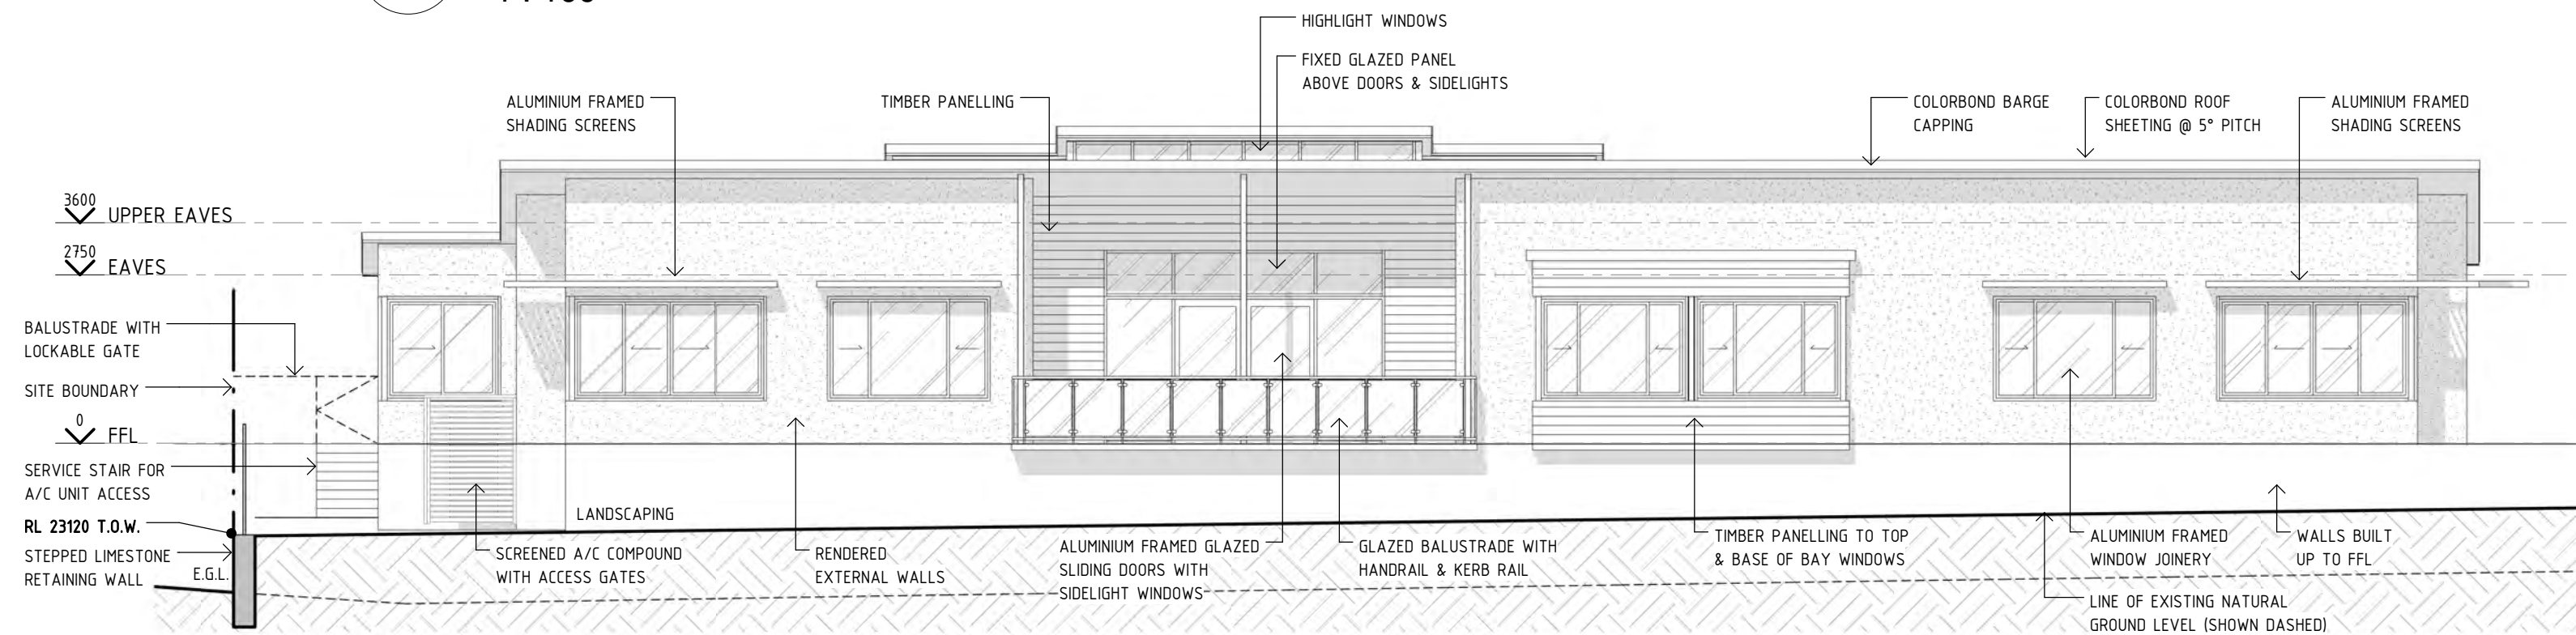 HIGHLIGHT WINDOWS
FIXED GLAZED PANEL
ABOVE DOORS & SIDELIGHTS
ALUMINIUM FRAMED
SHADING SCREENS
TIMBER PANELLING
COLORBOND BARGE
CAPPING
COLORBOND ROOF
SHEETING @ 5° PITCH
ALUMINIUM FRAMED
SHADING SCREENS
3600
UPPER EAVES
2750
EAVES
BALUSTRADE WITH
LOCKABLE GATE
SITE BOUNDARY
0
FFL
SERVICE STAIR FOR
A/C UNIT ACCESS
RL 23120 T.O.W.
STEPPED LIMESTONE
RETAINING WALL
E.G.L.
LANDSCAPING
SCREENED A/C COMPOUND
WITH ACCESS GATES
RENDERED
EXTERNAL WALLS
ALUMINIUM FRAMED GLAZED
SLIDING DOORS WITH
SIDELIGHT WINDOWS
GLAZED BALUSTRADE WITH
HANDRAIL & KERB RAIL
TIMBER PANELLING TO TOP
& BASE OF BAY WINDOWS
ALUMINIUM FRAMED
WINDOW JOINERY
WALLS BUILT
UP TO FFL
LINE OF EXISTING NATURAL
GROUND LEVEL (SHOWN DASHED)